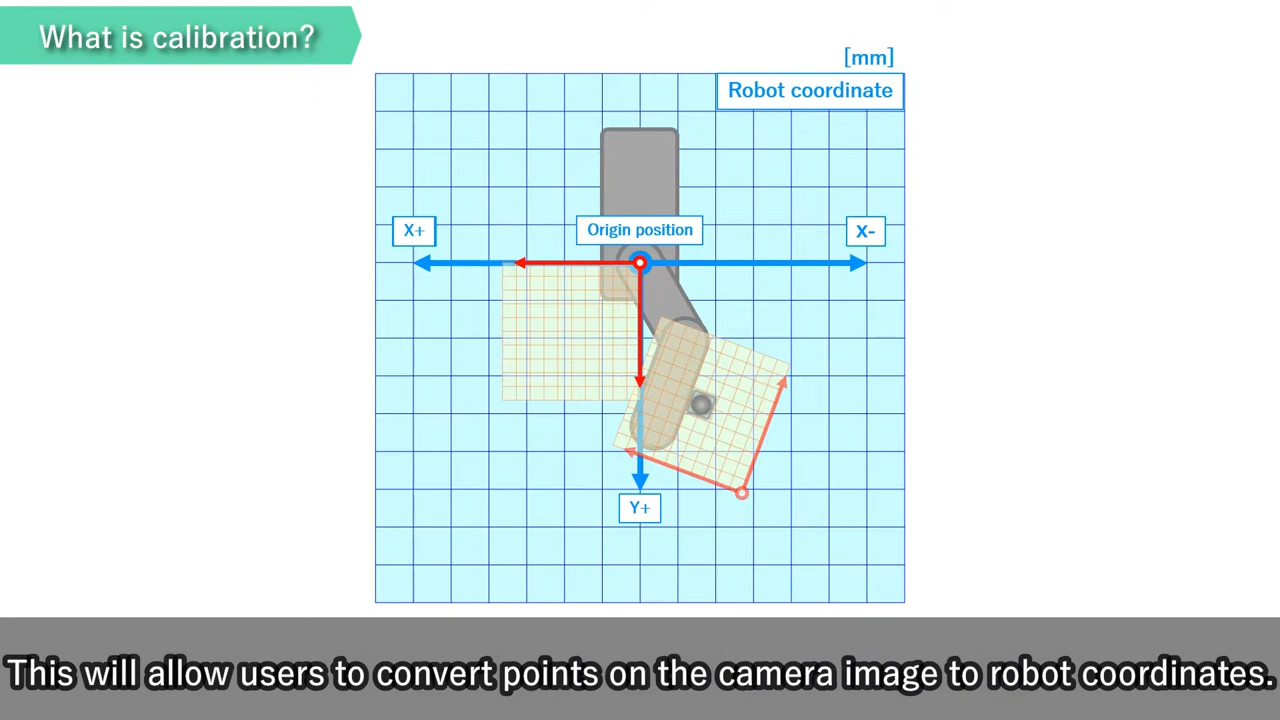 What is calibration?
[mm]
Robot coordinate
X+
Origin position
X-
Y+
This will allow users to convert points on the camera image to robot coordinates.